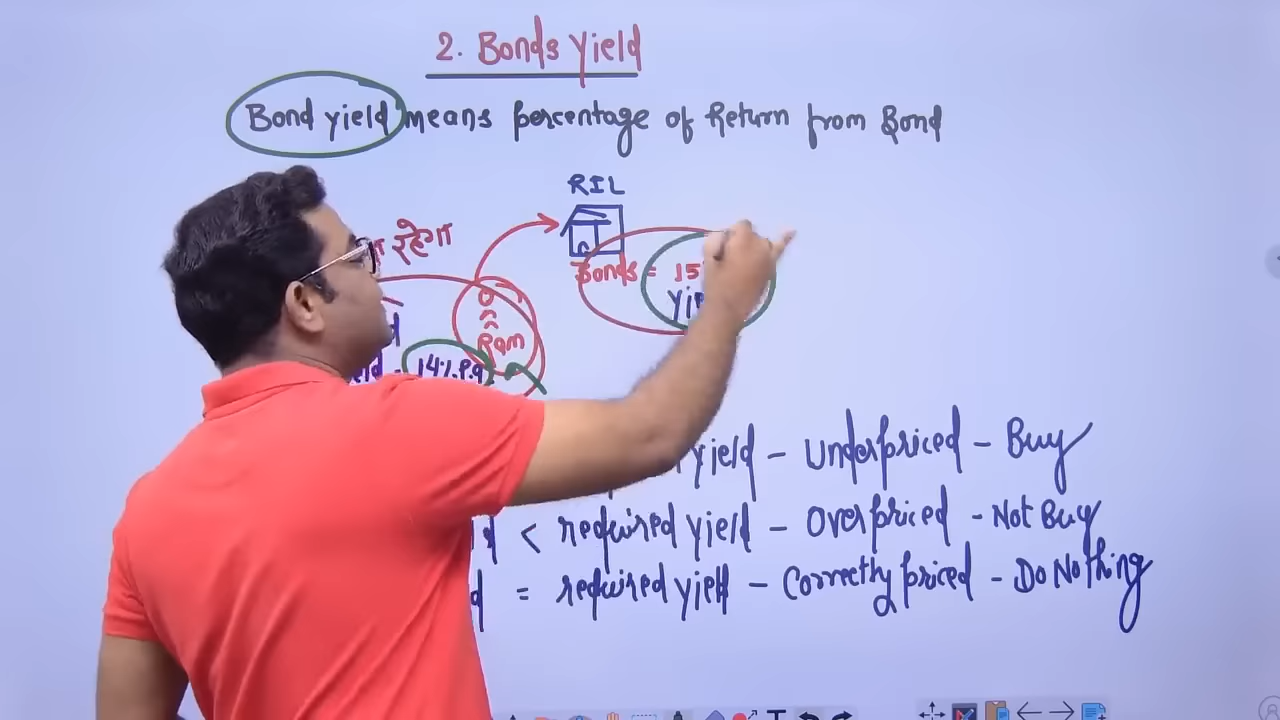 2. Bonds Yield
Bond yield means percentage of Return from Bond
RIL
रहेगा
Bonds = 15
Ram
14%.P.a
yield - Underpriced - Buy
< required yield - Overpriced - Not Buy
= required yield - Correctly priced - Do Nothing